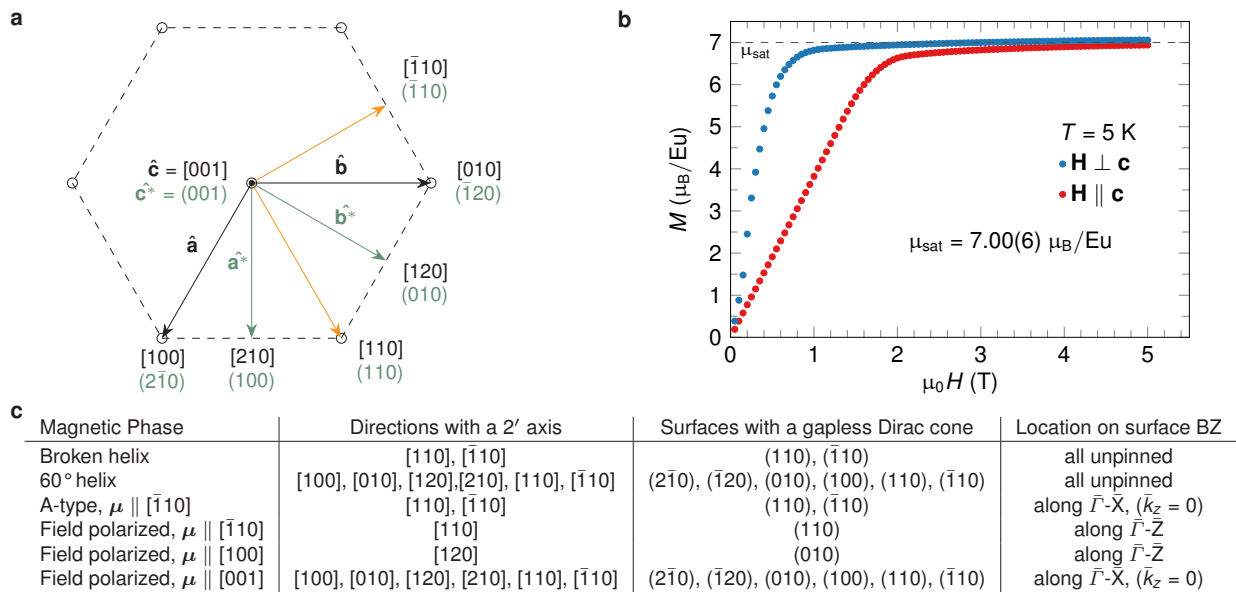 a
[1̄10]
(1̄10)
ĉ = [001]
ĉ* = (001)
b̂
[010]
(1̄20)
b̂*
â
â*
[120]
(010)
[100]
(21̄0)
[210]
(100)
[110]
(110)
b
M (μB/Eu)
7
6
5
4
3
2
1
0
μsat
T = 5 K
H ⊥ c
H ∥ c
μsat = 7.00(6) μB/Eu
0 1 2 3 4 5
μ0H (T)
c
Magnetic Phase Directions with a 2′ axis Surfaces with a gapless Dirac cone Location on surface BZ
Broken helix [110], [1̄10] (110), (1̄10) all unpinned
60° helix [100], [010], [120],[210], [110], [1̄10] (21̄0), (1̄20), (010), (100), (110), (1̄10) all unpinned
A-type, μ ∥ [1̄10] [110], [1̄10] (110), (1̄10) along Γ̄-X̄, (k̄z = 0)
Field polarized, μ ∥ [1̄10] [110] (110) along Γ̄-Z̄
Field polarized, μ ∥ [100] [120] (010) along Γ̄-Z̄
Field polarized, μ ∥ [001] [100], [010], [120], [210], [110], [1̄10] (21̄0), (1̄20), (010), (100), (110), (1̄10) along Γ̄-X̄, (k̄z = 0)